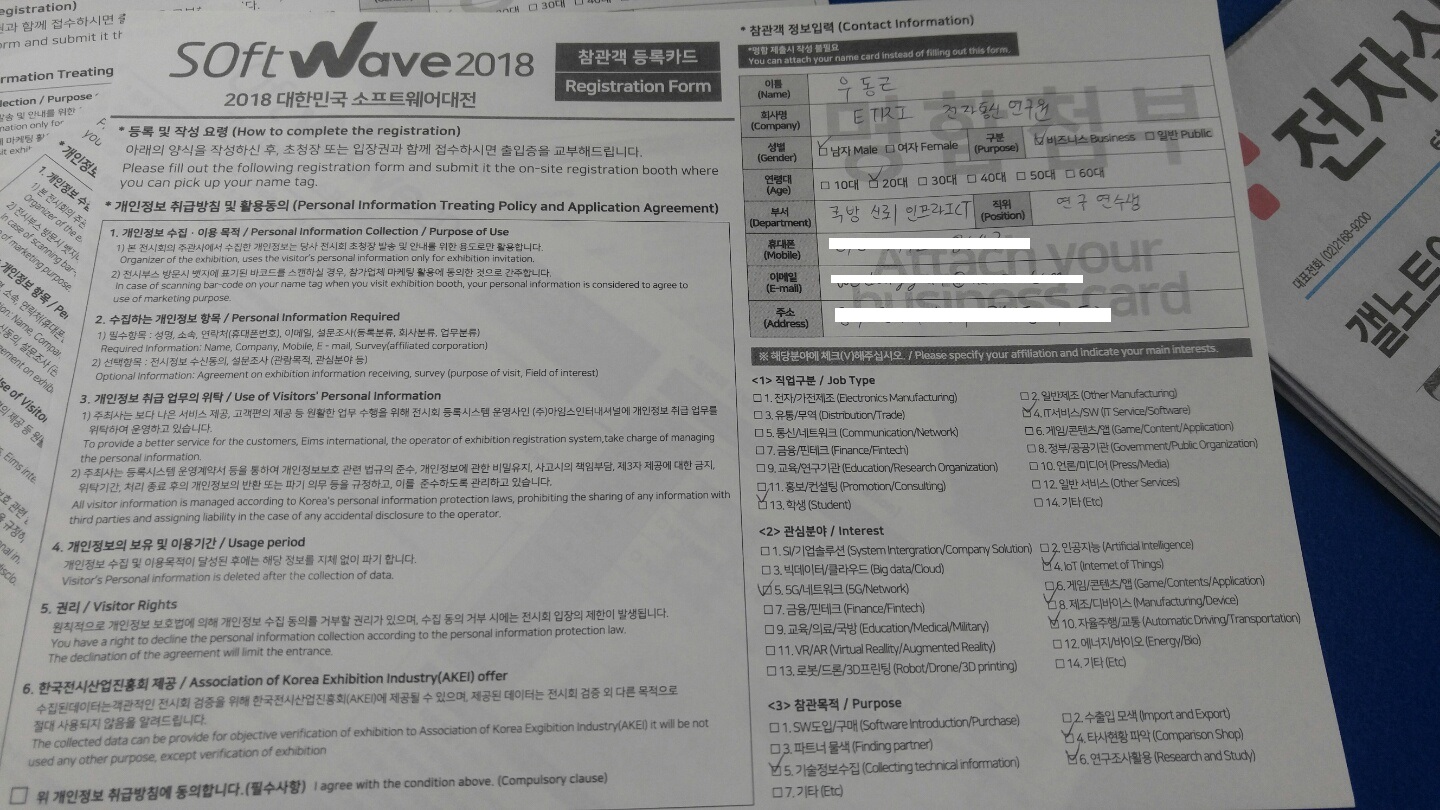 SOFtWave2018
2018 대한민국 소프트웨어대전
참관객 등록카드
Registration Form
* 등록 및 작성 요령 (How to complete the registration)
아래의 양식을 작성하신 후, 초청장 또는 입장권과 함께 접수하시면 출입증을 교부해드립니다.
Please fill out the following registration form and submit it the on-site registration booth where
you can pick up your name tag.
* 개인정보 취급방침 및 활용동의 (Personal Information Treating Policy and Application Agreement)
1. 개인정보 수집 · 이용 목적 / Personal Information Collection / Purpose of Use
1) 본 전시회의 주관사에서 수집한 개인정보는 당사 전시회 초청장 발송 및 안내를 위한 용도로만 활용합니다.
Organizer of the exhibition, uses the visitor's personal information only for exhibition invitation.
2) 전시부스 방문시 뱃지에 표기된 바코드를 스캔하실 경우, 참가업체 마케팅 활용에 동의한 것으로 간주합니다.
In case of scanning bar-code on your name tag when you visit exhibition booth, your personal information is considered to agree to
use of marketing purpose.
2. 수집하는 개인정보 항목 / Personal Information Required
1) 필수항목 : 성명, 소속, 연락처(휴대폰번호), 이메일, 설문조사(등록분류, 회사분류, 업무분류)
Required Information: Name, Company, Mobile, E - mail, Survey(affiliated corporation)
2) 선택항목 : 전시정보 수신동의, 설문조사 (관람목적, 관심분야 등)
Optional Information: Agreement on exhibition information receiving, survey (purpose of visit, Field of interest)
3. 개인정보 취급 업무의 위탁 / Use of Visitors' Personal Information
1) 주최사는 보다 나은 서비스 제공, 고객편의 제공 등 원활한 업무 수행을 위해 전시회 등록시스템 운영사인 (주)아임스인터내셔널에 개인정보 취급 업무를
위탁하여 운영하고 있습니다.
To provide a better service for the customers, Eims international, the operator of exhibition registration system,take charge of managing
the personal information.
2) 주최사는 등록시스템 운영계약서 등을 통하여 개인정보보호 관련 법규의 준수, 개인정보에 관한 비밀유지, 사고시의 책임부담, 제3자 제공에 대한 금지,
위탁기간, 처리 종료 후의 개인정보의 반환 또는 파기 의무 등을 규정하고, 이를 준수하도록 관리하고 있습니다.
All visitor information is managed according to Korea's personal information protection laws, prohibiting the sharing of any information with
third parties and assigning liability in the case of any accidental disclosure to the operator.
4. 개인정보의 보유 및 이용기간 / Usage period
개인정보 수집 및 이용목적이 달성된 후에는 해당 정보를 지체 없이 파기 합니다.
Visitor's Personal information is deleted after the collection of data.
5. 권리 / Visitor Rights
원칙적으로 개인정보 보호법에 의해 개인정보 수집 동의를 거부할 권리가 있으며, 수집 동의 거부 시에는 전시회 입장의 제한이 발생됩니다.
You have a right to decline the personal information collection according to the personal information protection law.
The declination of the agreement will limit the entrance.
6. 한국전시산업진흥회 제공 / Association of Korea Exhibition Industry(AKEI) offer
수집된데이터는객관적인 전시회 검증을 위해 한국전시산업진흥회(AKEI)에 제공될 수 있으며, 제공된 데이터는 전시회 검증 외 다른 목적으로
절대 사용되지 않음을 알려드립니다.
The collected data can be provide for objective verification of exhibition to Association of Korea Exgibition Industry(AKEI) it will be not
used any other purpose, except verification of exhibition
☐ 위 개인정보 취급방침에 동의합니다.(필수사항) I agree with the condition above. (Compulsory clause)
* 참관객 정보입력 (Contact Information)
*명함 제출시 작성 불필요
You can attach your name card instead of filling out this form.
이름 (Name) 우동근
회사명 (Company) ETRI 전자통신 연구원
성별 (Gender) ☑ 남자 Male ☐ 여자 Female 구분 (Purpose) ☑ 비즈니스 Business ☐ 일반 Public
연령대 (Age) ☐ 10대 ☑ 20대 ☐ 30대 ☐ 40대 ☐ 50대 ☐ 60대
부서 (Department) 국방 신뢰 인프라ICT 직위 (Position) 연구 연수생
휴대폰 (Mobile)
이메일 (E-mail)
주소 (Address)
명함첨부
Attach your
business card
※ 해당분야에 체크(V)해주십시오. / Please specify your affiliation and indicate your main interests.
<1> 직업구분 / Job Type
☐ 1. 전자/가전제조 (Electronics Manufacturing) ☐ 2. 일반제조 (Other Manufacturing)
☐ 3. 유통/무역 (Distribution/Trade) ☑ 4. IT서비스/SW (IT Service/Software)
☐ 5. 통신/네트워크 (Communication/Network) ☐ 6. 게임/콘텐츠/앱 (Game/Content/Application)
☐ 7. 금융/핀테크 (Finance/Fintech) ☐ 8. 정부/공공기관 (Government/Public Organization)
☐ 9. 교육/연구기관 (Education/Research Organization) ☐ 10. 언론/미디어 (Press/Media)
☐ 11. 홍보/컨설팅 (Promotion/Consulting) ☐ 12. 일반 서비스 (Other Services)
☑ 13. 학생 (Student) ☐ 14. 기타 (Etc)
<2> 관심분야 / Interest
☐ 1. SI/기업솔루션 (System Intergration/Company Solution) ☐ 2. 인공지능 (Artificial Intelligence)
☐ 3. 빅데이터/클라우드 (Big data/Cloud) ☑ 4. IoT (Internet of Things)
☑ 5. 5G/네트워크 (5G/Network) ☐ 6. 게임/콘텐츠/앱 (Game/Contents/Application)
☐ 7. 금융/핀테크 (Finance/Fintech) ☑ 8. 제조/디바이스 (Manufacturing/Device)
☐ 9. 교육/의료/국방 (Education/Medical/Military) ☑ 10. 자율주행/교통 (Automatic Driving/Transportation)
☐ 11. VR/AR (Virtual Reallity/Augmented Reality) ☐ 12. 에너지/바이오 (Energy/Bio)
☐ 13. 로봇/드론/3D프린팅 (Robot/Drone/3D printing) ☐ 14. 기타 (Etc)
<3> 참관목적 / Purpose
☐ 1. SW도입/구매 (Software Introduction/Purchase) ☐ 2. 수출입 모색 (Import and Export)
☐ 3. 파트너 물색 (Finding partner) ☑ 4. 타사현황 파악 (Comparison Shop)
☑ 5. 기술정보수집 (Collecting technical information) ☑ 6. 연구조사활용 (Research and Study)
☐ 7. 기타 (Etc)
전자신
대표전화 (02)2168-9200
갤노트